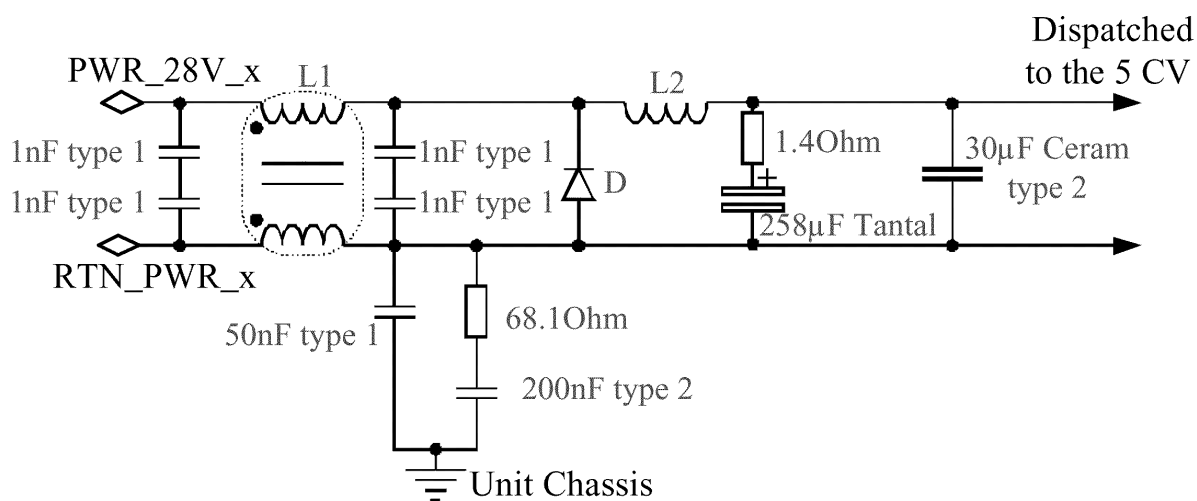 Dispatched
to the 5 CV
PWR_28V_x
L1
L2
1nF type 1
1nF type 1
1nF type 1
1nF type 1
D
1.4Ohm
+
258μF Tantal
30μF Ceram
type 2
RTN_PWR_x
50nF type 1
68.1Ohm
200nF type 2
Unit Chassis